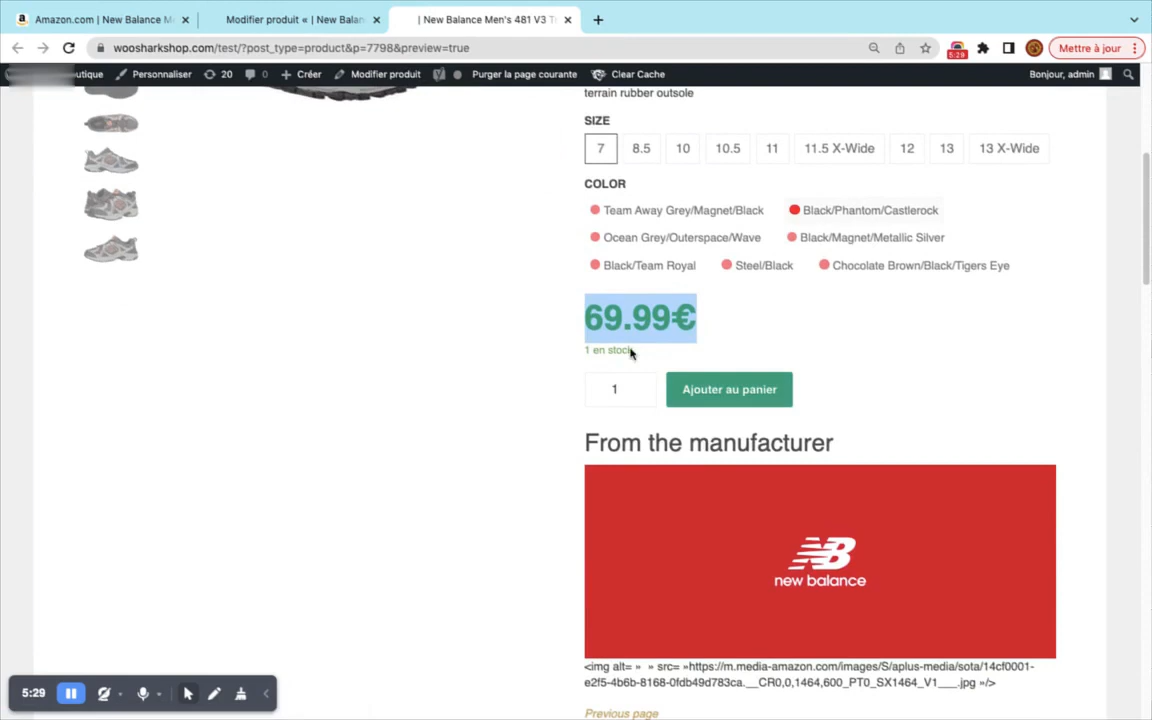 Amazon.com | New Balance M
Modifier produit « | New Balan
| New Balance Men's 481 V3 T
woosharkshop.com/test/?post_type=product&p=7798&preview=true
5:29
Mettre à jour
utique
Personnaliser
20
0
Créer
Modifier produit
Purger la page courante
Clear Cache
Bonjour, admin
terrain rubber outsole
SIZE
7
8.5
10
10.5
11
11.5 X-Wide
12
13
13 X-Wide
COLOR
Team Away Grey/Magnet/Black
Black/Phantom/Castlerock
Ocean Grey/Outerspace/Wave
Black/Magnet/Metallic Silver
Black/Team Royal
Steel/Black
Chocolate Brown/Black/Tigers Eye
69.99€
1 en stock
1
Ajouter au panier
From the manufacturer
NB
new balance
<img alt= »  » src= »https://m.media-amazon.com/images/S/aplus-media/sota/14cf0001-
e2f5-4b6b-8168-0fdb49d783ca.__CR0,0,1464,600_PT0_SX1464_V1___.jpg »/>
Previous page
5:29